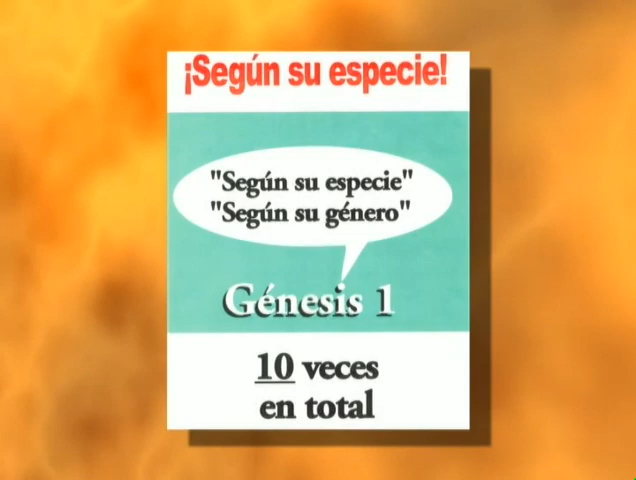 ¡Según su especie!
"Según su especie"
"Según su género"
Génesis 1
10 veces
en total